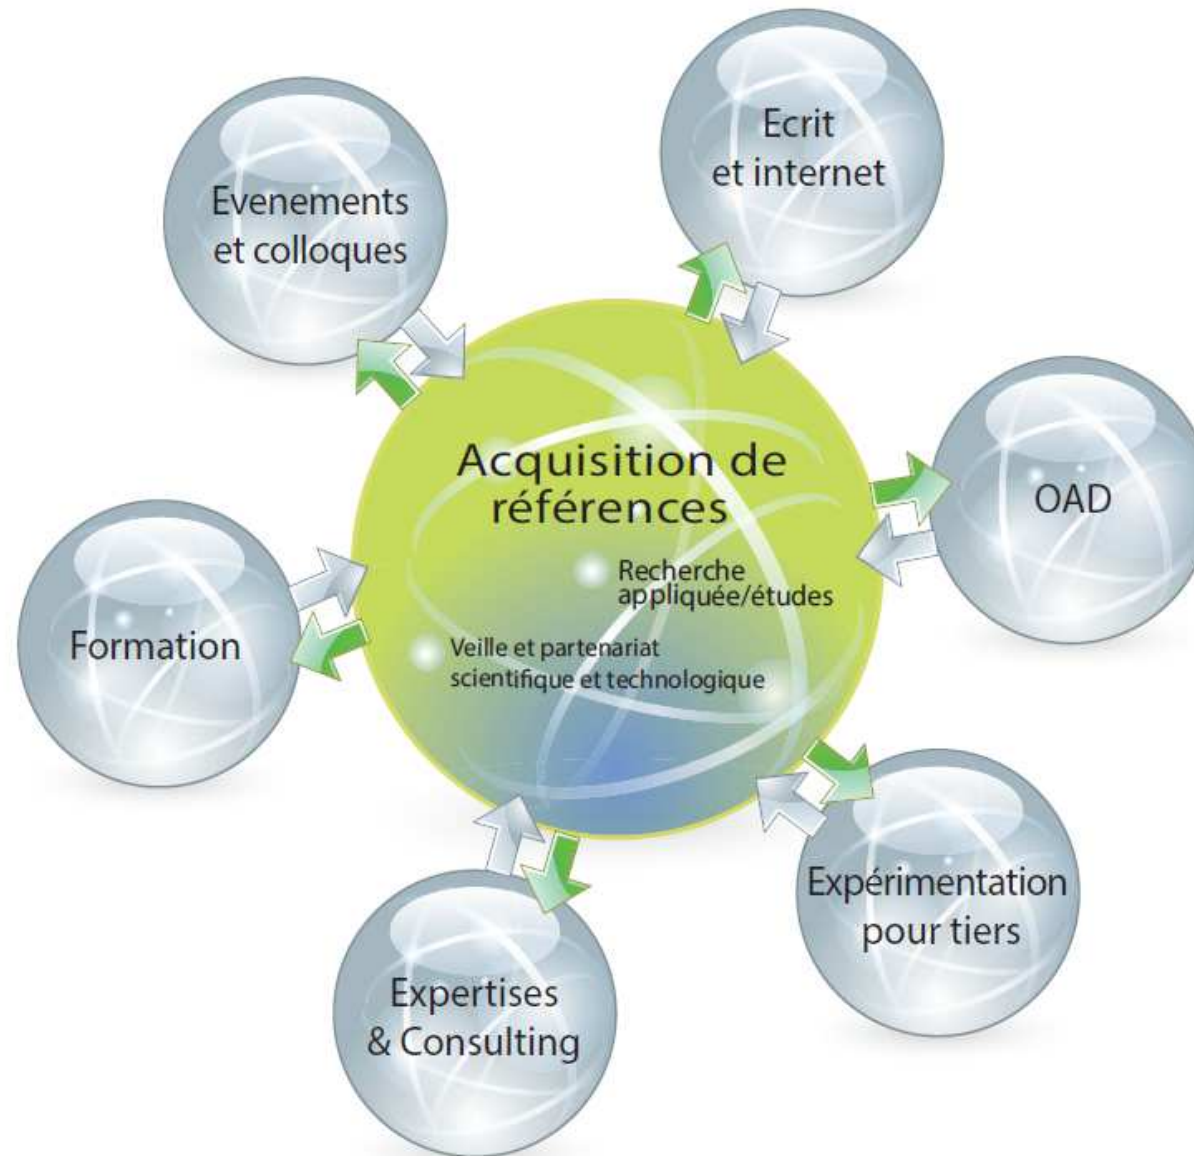 Ecrit
et internet
Evenements
et colloques
Acquisition de
références
OAD
Recherche
appliquée/études
Formation
Veille et partenariat
scientifique et technologique
Expérimentation
pour tiers
Expertises
& Consulting